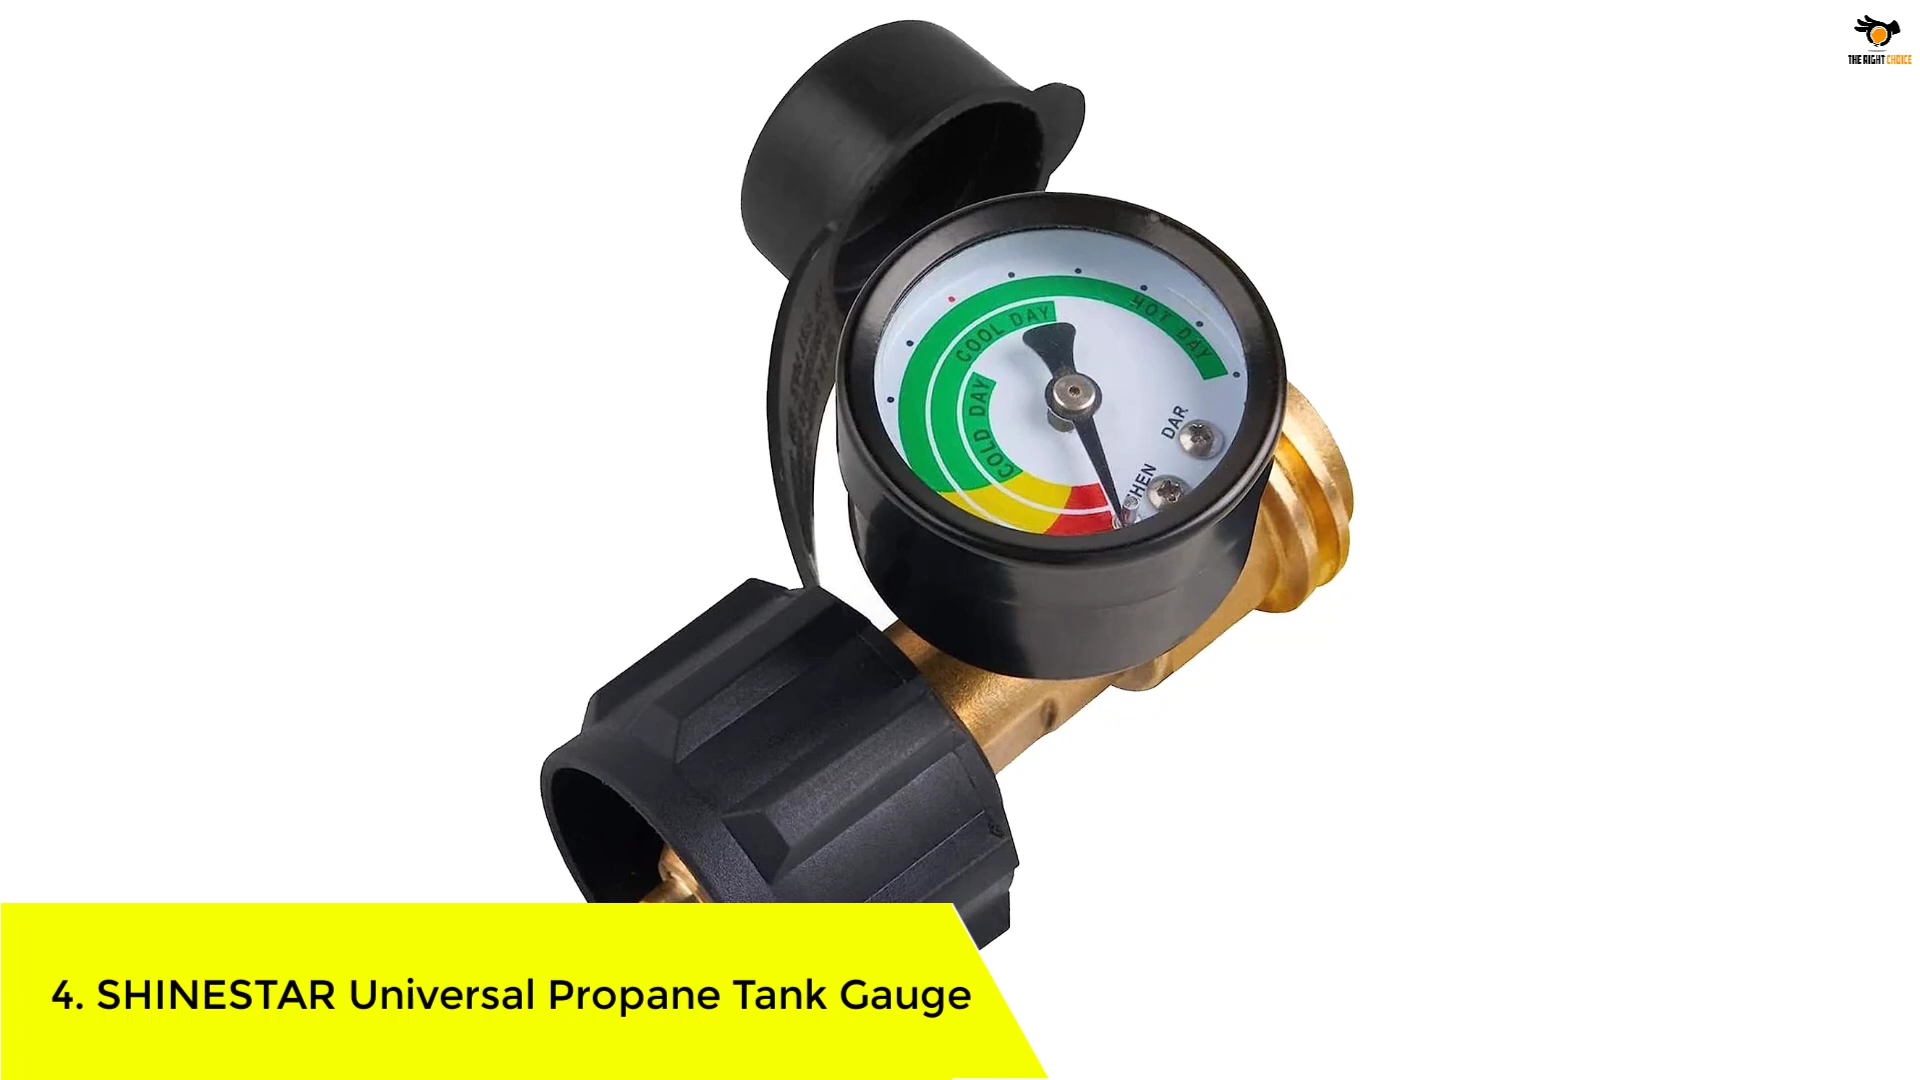 THE RIGHT CHOICE
HOT DAY
COOL DAY
COLD DAY
DAR
HEN
4. SHINESTAR Universal Propane Tank Gauge